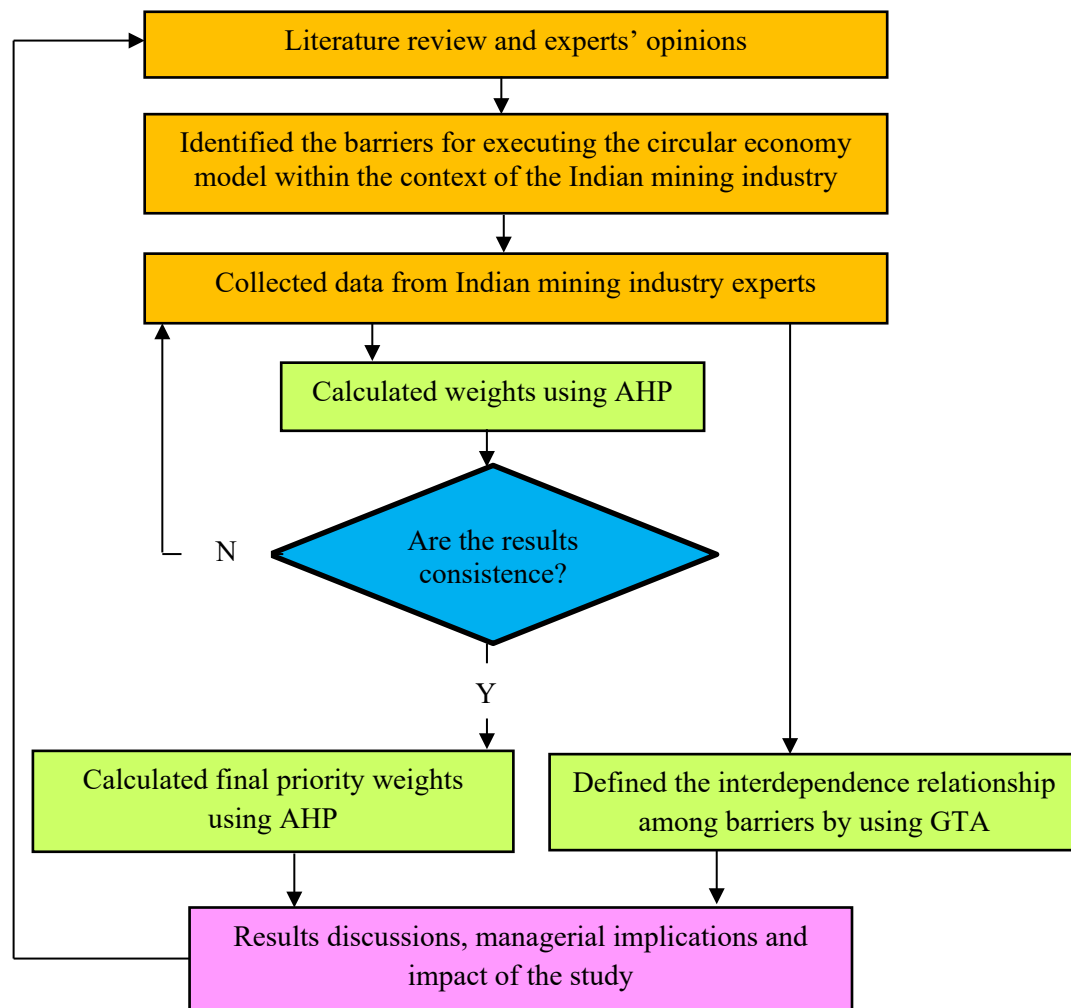 Literature review and experts’ opinions
Identified the barriers for executing the circular economy
model within the context of the Indian mining industry
Collected data from Indian mining industry experts
Calculated weights using AHP
Are the results
consistence?
N
Y
Calculated final priority weights
using AHP
Defined the interdependence relationship
among barriers by using GTA
Results discussions, managerial implications and
impact of the study